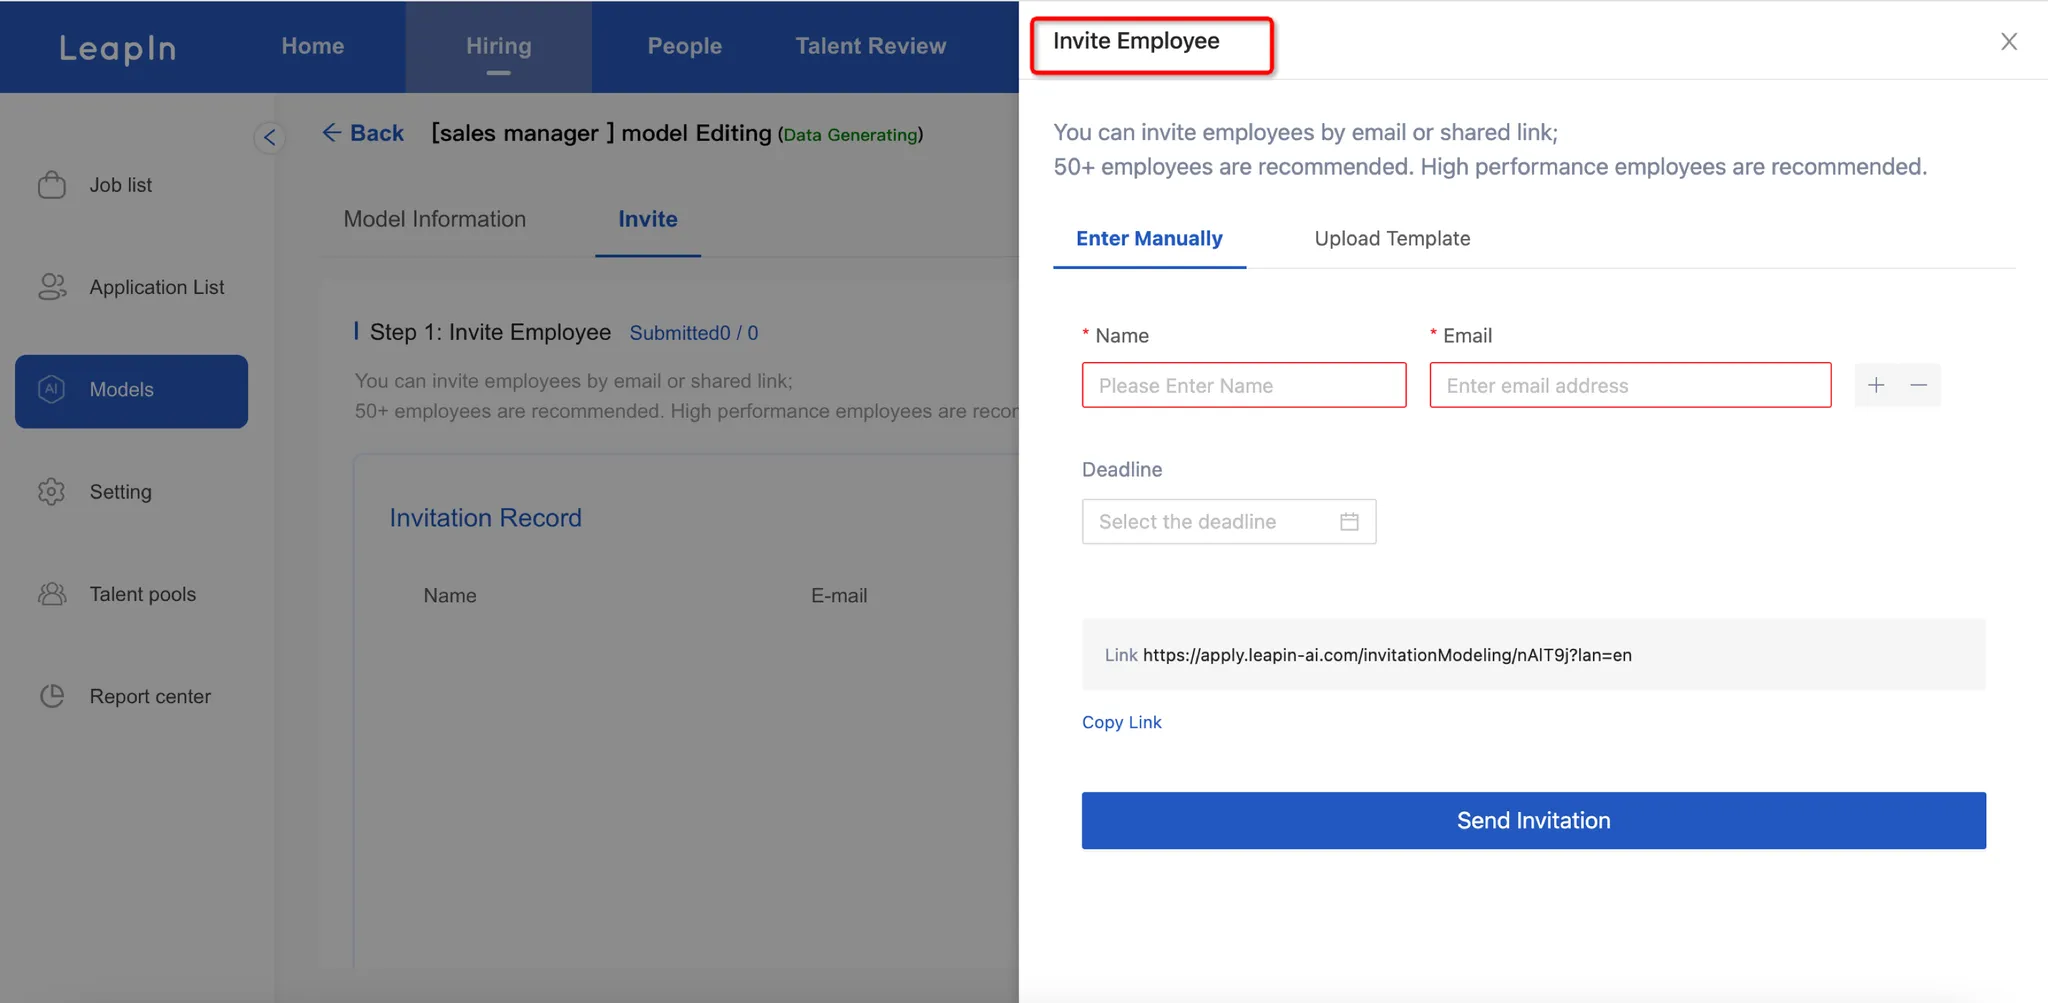 LeapIn
Home
Hiring
People
Talent Review
Job list
Application List
AI
Models
Setting
Talent pools
Report center
Back
[sales manager ] model Editing (Data Generating)
Model Information
Invite
Step 1: Invite Employee
Submitted0 / 0
You can invite employees by email or shared link;
50+ employees are recommended. High performance employees are recor
Invitation Record
Name
E-mail
Invite Employee
You can invite employees by email or shared link;
50+ employees are recommended. High performance employees are recommended.
Enter Manually
Upload Template
* Name
* Email
Please Enter Name
Enter email address
Deadline
Select the deadline
Link https://apply.leapin-ai.com/invitationModeling/nAlT9j?lan=en
Copy Link
Send Invitation